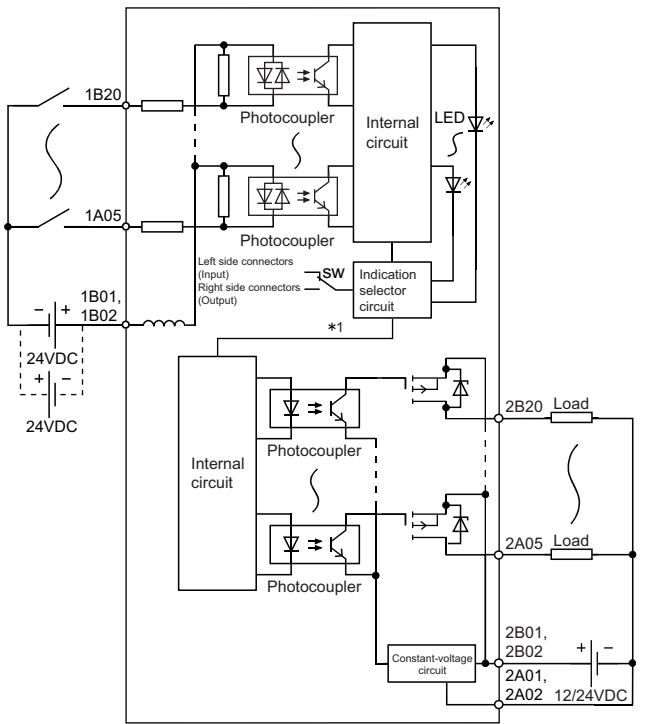 1B20
Photocoupler
Internal
circuit
LED
1A05
Photocoupler
Left side connectors
(Input)
Right side connectors
(Output)
SW
Indication
selector
circuit
− +
1B01,
1B02
24VDC
+ −
24VDC
*1
Internal
circuit
Photocoupler
2B20
Load
Photocoupler
2A05
Load
Constant-voltage
circuit
2B01,
2B02
+ −
2A01,
2A02
12/24VDC